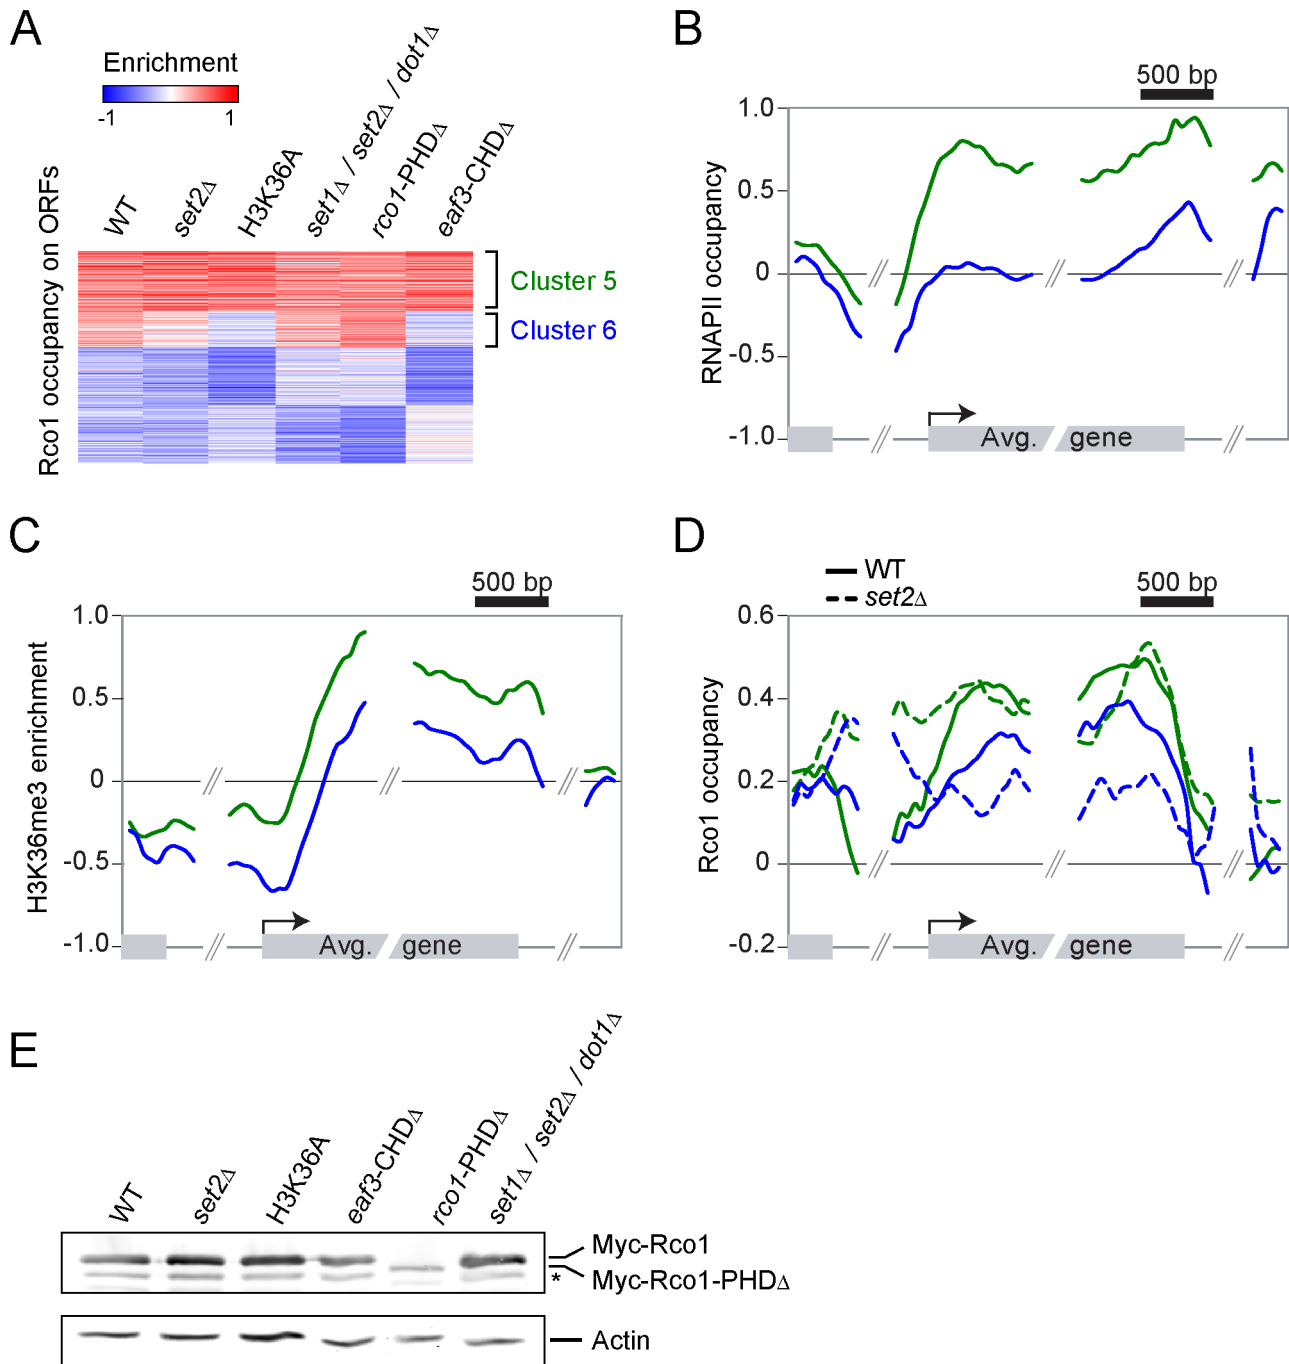 A
Enrichment
-1
1
Rco1 occupancy on ORFs
WT
set2Δ
H3K36A
set1Δ / set2Δ / dot1Δ
rco1-PHDΔ
eaf3-CHDΔ
Cluster 5
Cluster 6
B
500 bp
RNAPII occupancy
1.0
0.5
0
-0.5
-1.0
Avg. gene
C
500 bp
H3K36me3 enrichment
1.0
0.5
0
-0.5
-1.0
Avg. gene
D
WT
set2Δ
500 bp
Rco1 occupancy
0.6
0.4
0.2
0
-0.2
Avg. gene
E
WT
set2Δ
H3K36A
eaf3-CHDΔ
rco1-PHDΔ
set1Δ / set2Δ / dot1Δ
Myc-Rco1
Myc-Rco1-PHDΔ
*
Actin